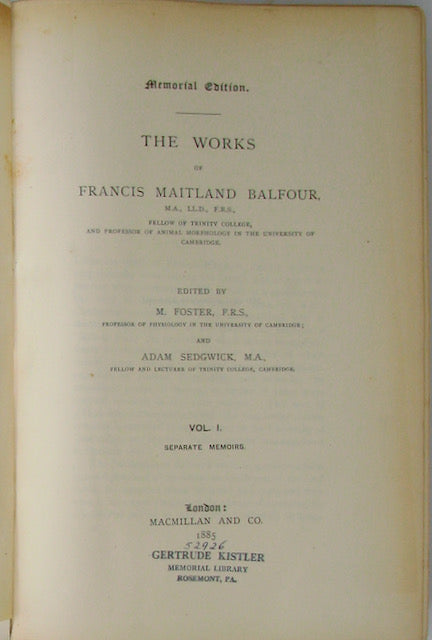 Memorial Edition.
THE WORKS
OF
FRANCIS MAITLAND BALFOUR,
M.A., LL.D., F.R.S.,
FELLOW OF TRINITY COLLEGE,
AND PROFESSOR OF ANIMAL MORPHOLOGY IN THE UNIVERSITY OF
CAMBRIDGE.
EDITED BY
M. FOSTER, F.R.S.,
PROFESSOR OF PHYSIOLOGY IN THE UNIVERSITY OF CAMBRIDGE;
AND
ADAM SEDGWICK, M.A.,
FELLOW AND LECTURER OF TRINITY COLLEGE, CAMBRIDGE.
VOL. I.
SEPARATE MEMOIRS.
London:
MACMILLAN AND CO.
1885
52926
GERTRUDE KISTLER
MEMORIAL LIBRARY
ROSEMONT, PA.